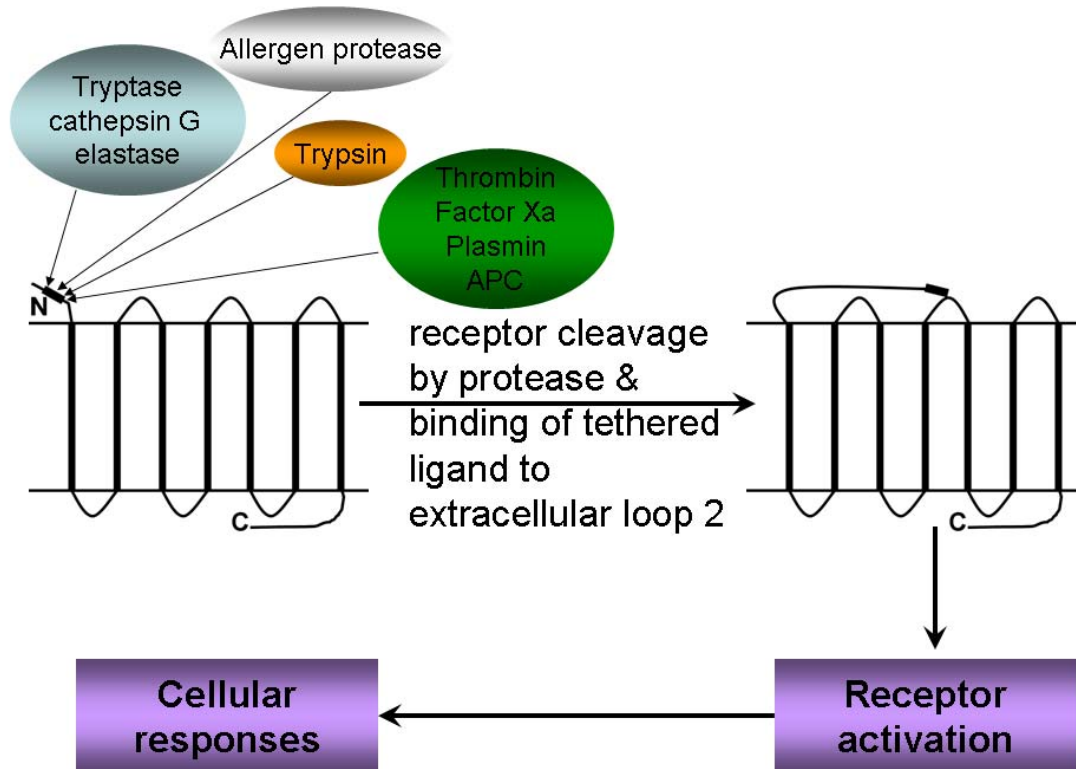 Allergen protease
Tryptase
cathepsin G
elastase
Trypsin
Thrombin
Factor Xa
Plasmin
APC
N
C
receptor cleavage
by protease &
binding of tethered
ligand to
extracellular loop 2
C
Receptor
activation
Cellular
responses